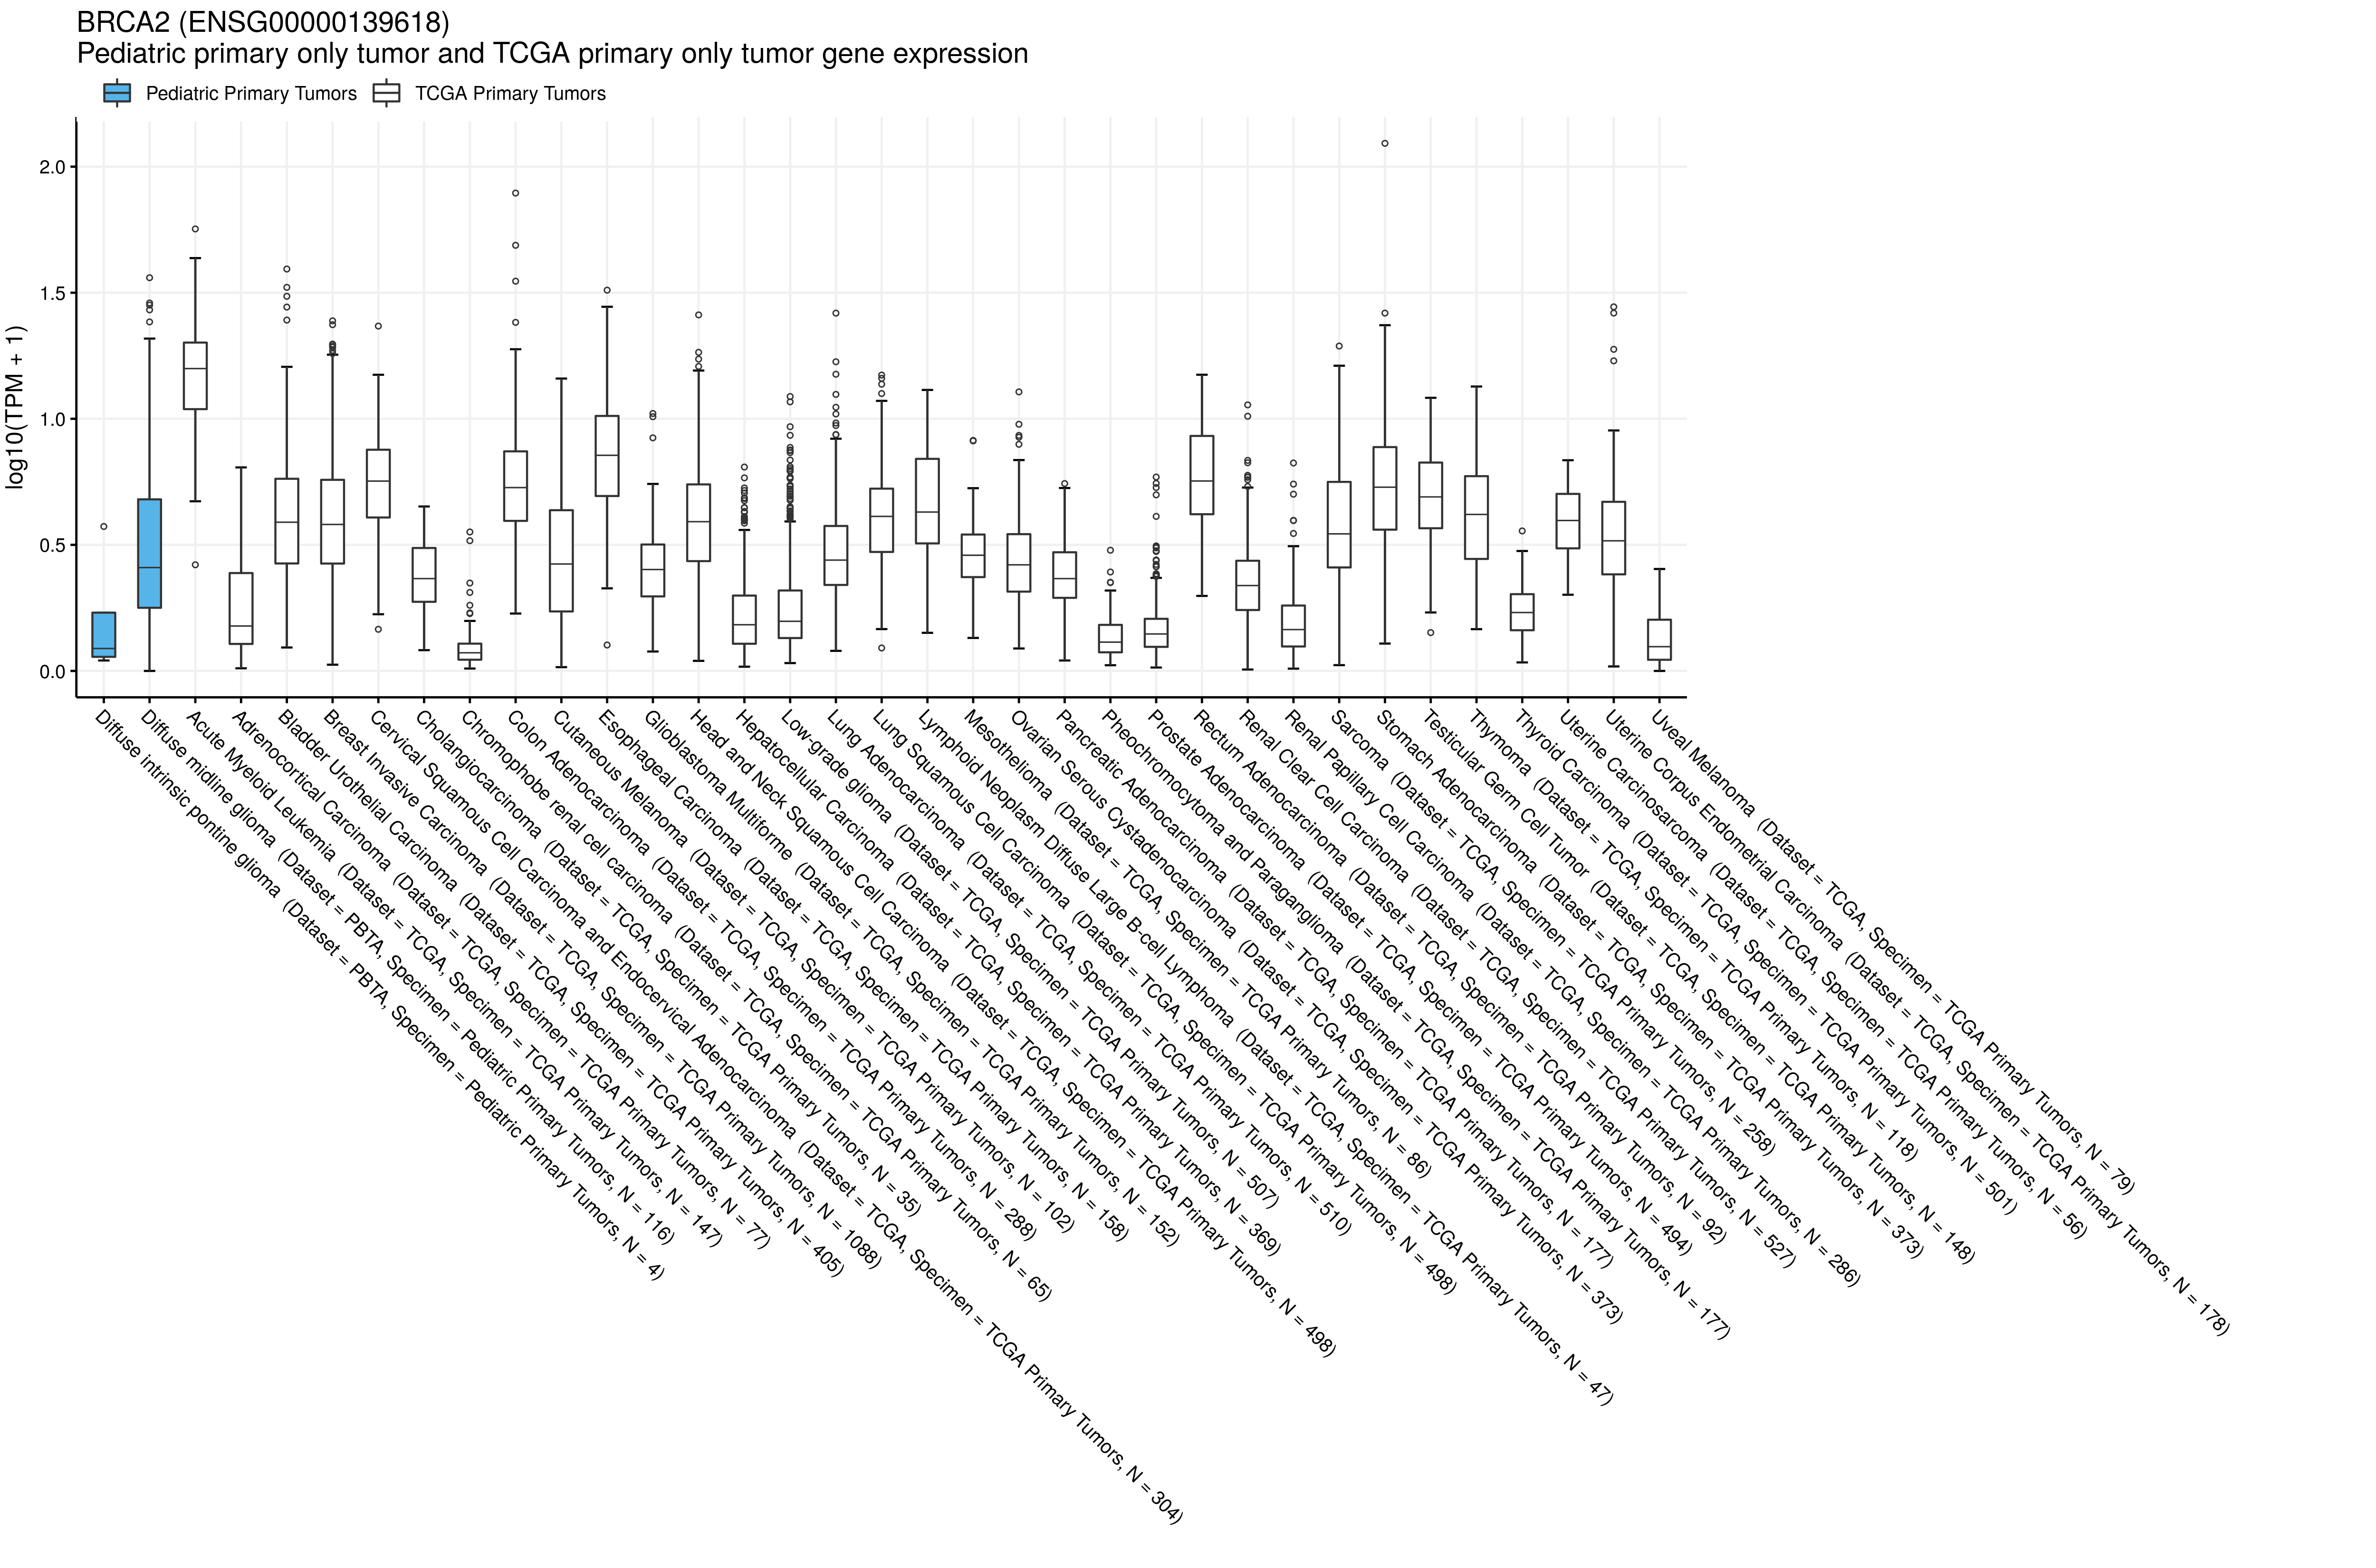 BRCA2 (ENSG00000139618)
Pediatric primary only tumor and TCGA primary only tumor gene expression
Pediatric Primary Tumors
TCGA Primary Tumors
log10(TPM + 1)
2.0
1.5
1.0
0.5
0.0
Diffuse intrinsic pontine glioma (Dataset = PBTA, Specimen = Pediatric Primary Tumors, N = 4)
Diffuse midline glioma (Dataset = PBTA, Specimen = Pediatric Primary Tumors, N = 116)
Acute Myeloid Leukemia (Dataset = TCGA, Specimen = TCGA Primary Tumors, N = 147)
Adrenocortical Carcinoma (Dataset = TCGA, Specimen = TCGA Primary Tumors, N = 77)
Bladder Urothelial Carcinoma (Dataset = TCGA, Specimen = TCGA Primary Tumors, N = 405)
Breast Invasive Carcinoma (Dataset = TCGA, Specimen = TCGA Primary Tumors, N = 1088)
Cervical Squamous Cell Carcinoma and Endocervical Adenocarcinoma (Dataset = TCGA, Specimen = TCGA Primary Tumors, N = 304)
Cholangiocarcinoma (Dataset = TCGA, Specimen = TCGA Primary Tumors, N = 35)
Chromophobe renal cell carcinoma (Dataset = TCGA, Specimen = TCGA Primary Tumors, N = 65)
Colon Adenocarcinoma (Dataset = TCGA, Specimen = TCGA Primary Tumors, N = 288)
Cutaneous Melanoma (Dataset = TCGA, Specimen = TCGA Primary Tumors, N = 102)
Esophageal Carcinoma (Dataset = TCGA, Specimen = TCGA Primary Tumors, N = 158)
Glioblastoma Multiforme (Dataset = TCGA, Specimen = TCGA Primary Tumors, N = 152)
Head and Neck Squamous Cell Carcinoma (Dataset = TCGA, Specimen = TCGA Primary Tumors, N = 498)
Hepatocellular Carcinoma (Dataset = TCGA, Specimen = TCGA Primary Tumors, N = 369)
Low-grade glioma (Dataset = TCGA, Specimen = TCGA Primary Tumors, N = 507)
Lung Adenocarcinoma (Dataset = TCGA, Specimen = TCGA Primary Tumors, N = 510)
Lung Squamous Cell Carcinoma (Dataset = TCGA, Specimen = TCGA Primary Tumors, N = 498)
Lymphoid Neoplasm Diffuse Large B-cell Lymphoma (Dataset = TCGA, Specimen = TCGA Primary Tumors, N = 47)
Mesothelioma (Dataset = TCGA, Specimen = TCGA Primary Tumors, N = 86)
Ovarian Serous Cystadenocarcinoma (Dataset = TCGA, Specimen = TCGA Primary Tumors, N = 373)
Pancreatic Adenocarcinoma (Dataset = TCGA, Specimen = TCGA Primary Tumors, N = 177)
Pheochromocytoma and Paraganglioma (Dataset = TCGA, Specimen = TCGA Primary Tumors, N = 177)
Prostate Adenocarcinoma (Dataset = TCGA, Specimen = TCGA Primary Tumors, N = 494)
Rectum Adenocarcinoma (Dataset = TCGA, Specimen = TCGA Primary Tumors, N = 92)
Renal Clear Cell Carcinoma (Dataset = TCGA, Specimen = TCGA Primary Tumors, N = 527)
Renal Papillary Cell Carcinoma (Dataset = TCGA, Specimen = TCGA Primary Tumors, N = 286)
Sarcoma (Dataset = TCGA, Specimen = TCGA Primary Tumors, N = 258)
Stomach Adenocarcinoma (Dataset = TCGA, Specimen = TCGA Primary Tumors, N = 373)
Testicular Germ Cell Tumor (Dataset = TCGA, Specimen = TCGA Primary Tumors, N = 148)
Thymoma (Dataset = TCGA, Specimen = TCGA Primary Tumors, N = 118)
Thyroid Carcinoma (Dataset = TCGA, Specimen = TCGA Primary Tumors, N = 501)
Uterine Carcinosarcoma (Dataset = TCGA, Specimen = TCGA Primary Tumors, N = 56)
Uterine Corpus Endometrial Carcinoma (Dataset = TCGA, Specimen = TCGA Primary Tumors, N = 178)
Uveal Melanoma (Dataset = TCGA, Specimen = TCGA Primary Tumors, N = 79)